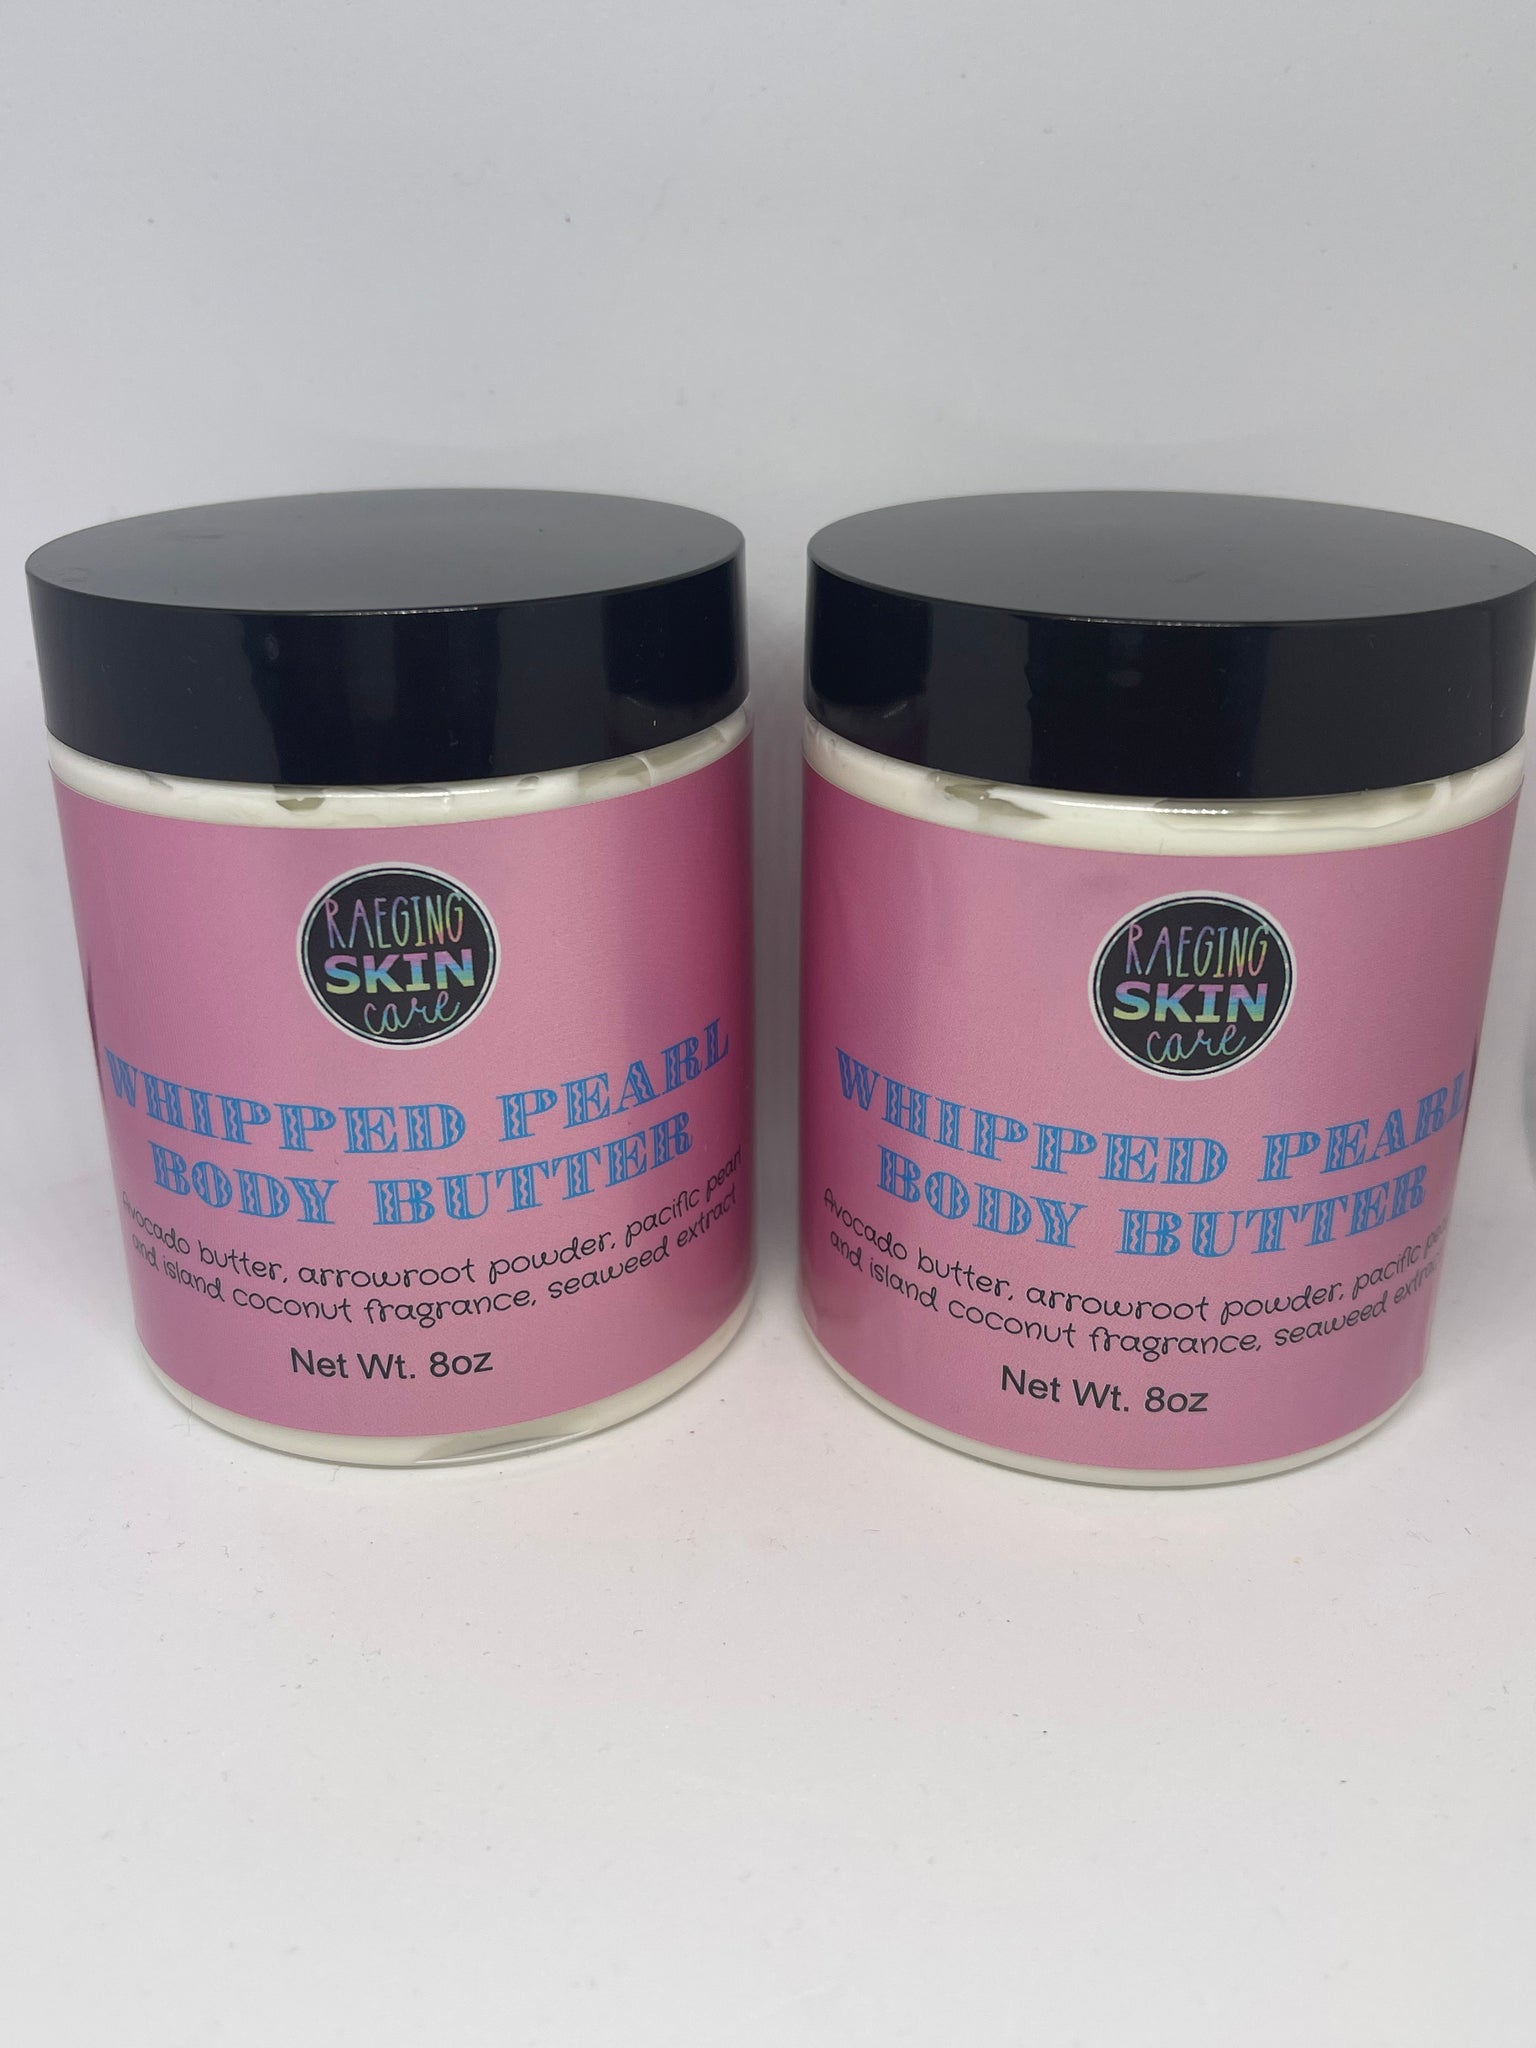 RAEGING
SKIN
care
WHIPPED PEARL
BODY BUTTER
Avocado butter, arrowroot powder, pacific pearl
and island coconut fragrance, seaweed extract
Net Wt. 8oz
RAEGING
SKIN
care
WHIPPED PEARL
BODY BUTTER
Avocado butter, arrowroot powder, pacific
and island coconut fragrance, seaweed
Net Wt. 8oz